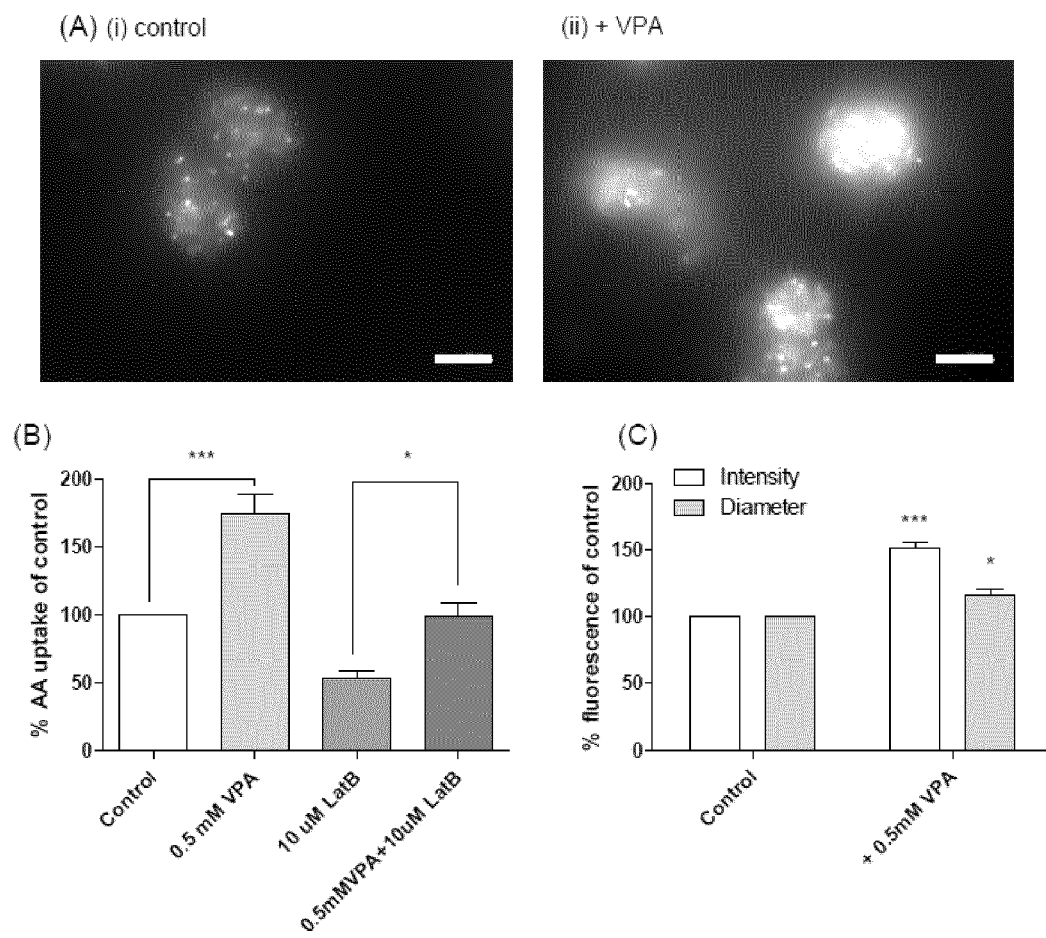 (A) (i) control
(ii) + VPA
(B)
% AA uptake of control
200
150
100
50
0
***
*
Control
0.5 mM VPA
10 uM LatB
0.5mMVPA+10uM LatB
(C)
% fluorescence of control
200
150
100
50
0
Intensity
Diameter
***
*
Control
+ 0.5mM VPA